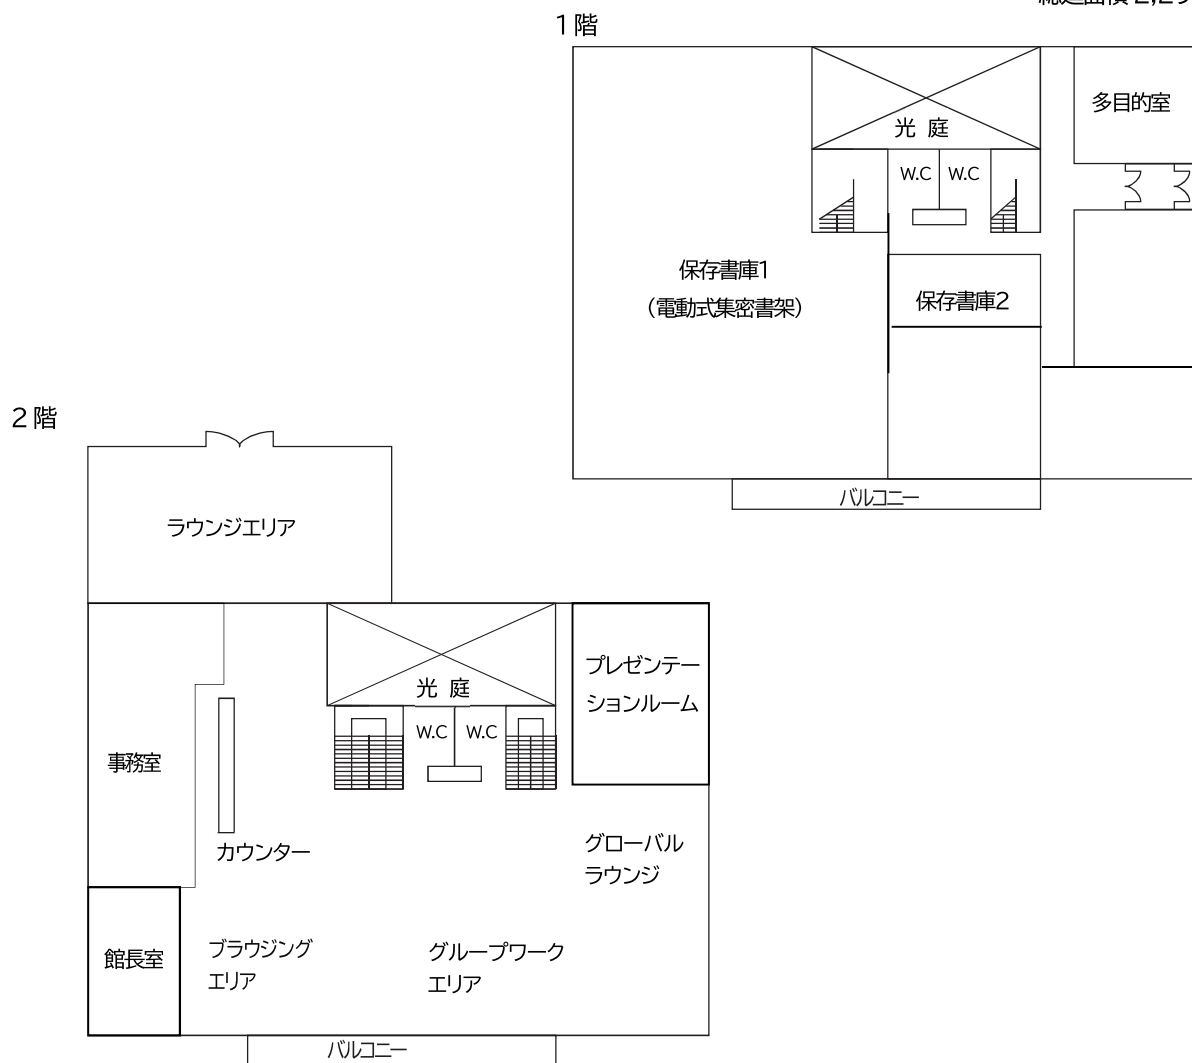 1階
多目的室
光 庭
W.C W.C
保存書庫1
（電動式集密書架）
保存書庫2
バルコニー
2階
ラウンジエリア
プレゼンテー
ションルーム
光 庭
W.C W.C
事務室
カウンター
グローバル
ラウンジ
館長室
ブラウジング
エリア
グループワーク
エリア
バルコニー